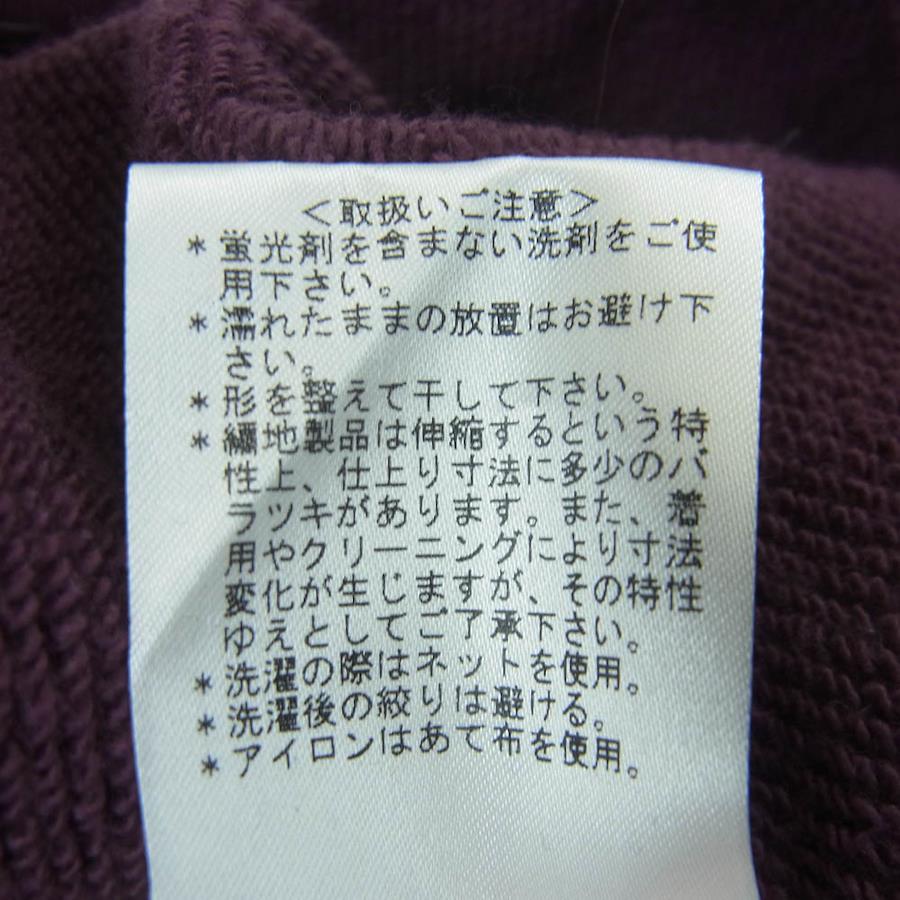 ＜取扱いご注意＞
＊蛍光剤を含まない洗剤をご使
用下さい。
＊濡れたままの放置はお避け下
さい。
＊形を整えて干して下さい。
＊編地製品は伸縮するという特
性上、仕上り寸法に多少のバ
ラツキがあります。また、着
用やクリーニングにより寸法
変化が生じますが、その特性
ゆえとしてご了承下さい。
＊洗濯の際はネットを使用。
＊洗濯後の絞りは避ける。
＊アイロンはあて布を使用。